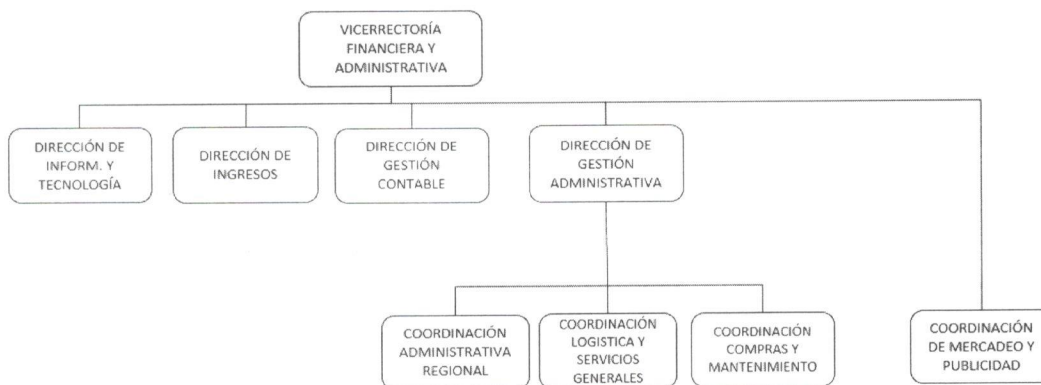 VICERRECTORÍA
FINANCIERA Y
ADMINISTRATIVA
DIRECCIÓN DE
INFORM. Y
TECNOLOGÍA
DIRECCIÓN DE
INGRESOS
DIRECCIÓN DE
GESTIÓN
CONTABLE
DIRECCIÓN DE
GESTIÓN
ADMINISTRATIVA
COORDINACIÓN
ADMINISTRATIVA
REGIONAL
COORDINACIÓN
LOGISTICA Y
SERVICIOS
GENERALES
COORDINACIÓN
COMPRAS Y
MANTENIMIENTO
COORDINACIÓN
DE MERCADEO Y
PUBLICIDAD